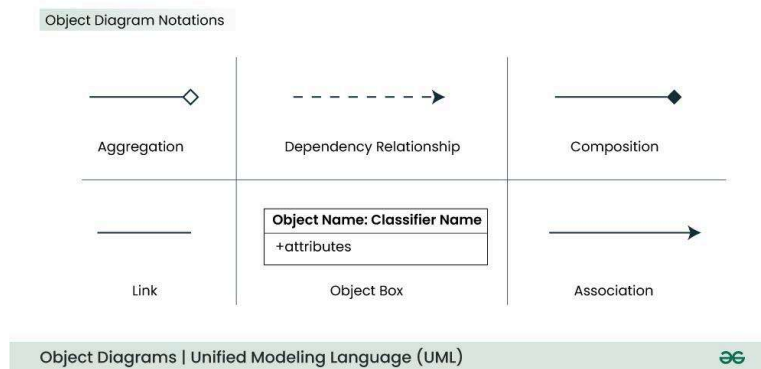 Object Diagram Notations
Aggregation
Dependency Relationship
Composition
Object Name: Classifier Name
+attributes
Link
Object Box
Association
Object Diagrams | Unified Modeling Language (UML)